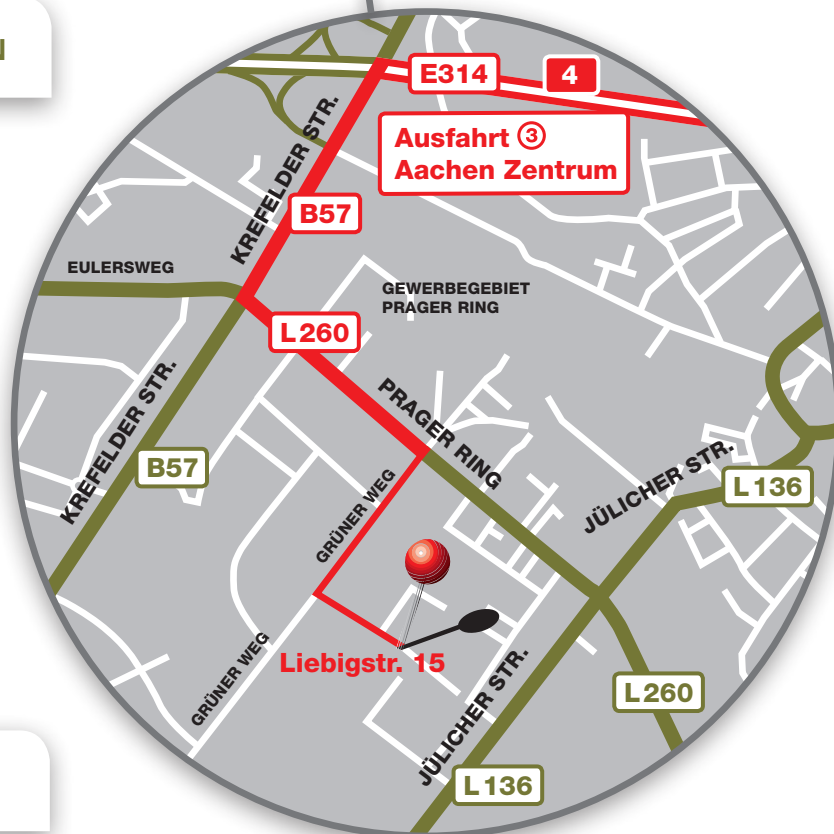 N
E314
4
Ausfahrt ③
Aachen Zentrum
KREFELDER STR.
B57
EULERSWEG
GEWERBEGEBIET
PRAGER RING
L260
PRAGER RING
KREFELDER STR.
B57
JÜLICHER STR.
L136
GRÜNER WEG
GRÜNER WEG
Liebigstr. 15
JÜLICHER STR.
L260
L136